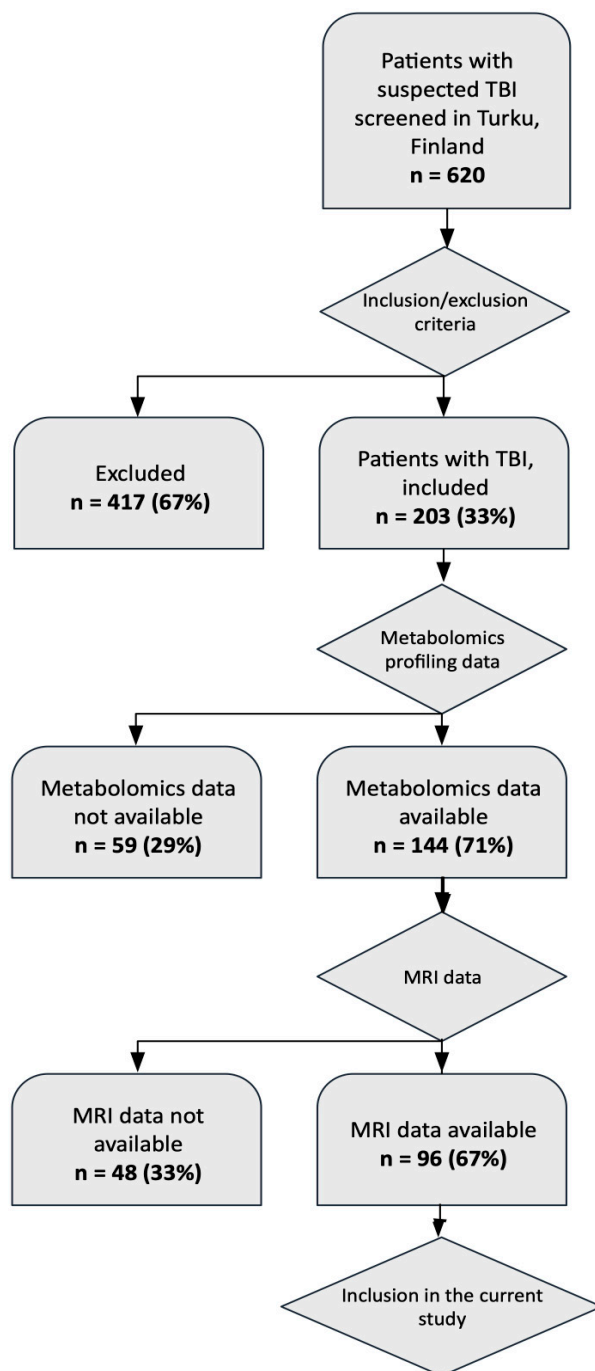 Patients with
suspected TBI
screened in Turku,
Finland
n = 620
Inclusion/exclusion
criteria
Excluded
n = 417 (67%)
Patients with TBI,
included
n = 203 (33%)
Metabolomics
profiling data
Metabolomics data
not available
n = 59 (29%)
Metabolomics data
available
n = 144 (71%)
MRI data
MRI data not
available
n = 48 (33%)
MRI data available
n = 96 (67%)
Inclusion in the current
study